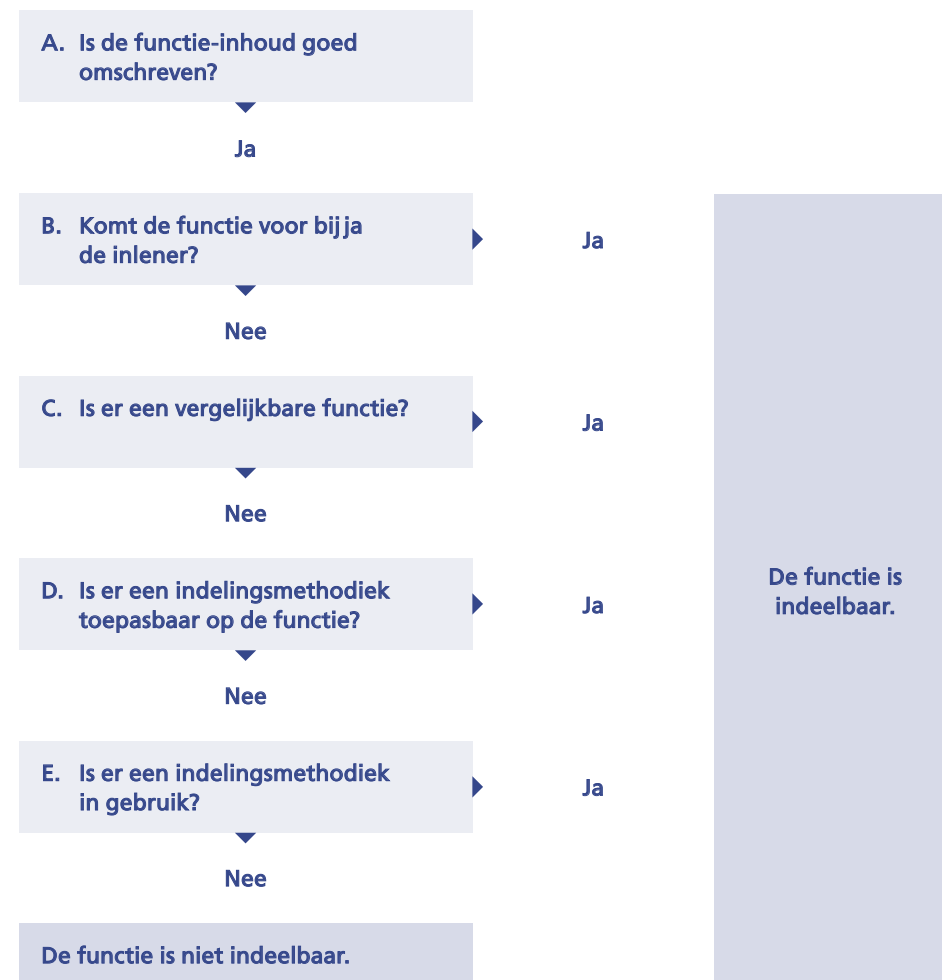 A. Is de functie-inhoud goed
omschreven?
Ja
B. Komt de functie voor bij ja
de inlener?
Ja
Nee
C. Is er een vergelijkbare functie?
Ja
Nee
D. Is er een indelingsmethodiek
toepasbaar op de functie?
Ja
De functie is
indeelbaar.
Nee
E. Is er een indelingsmethodiek
in gebruik?
Ja
Nee
De functie is niet indeelbaar.